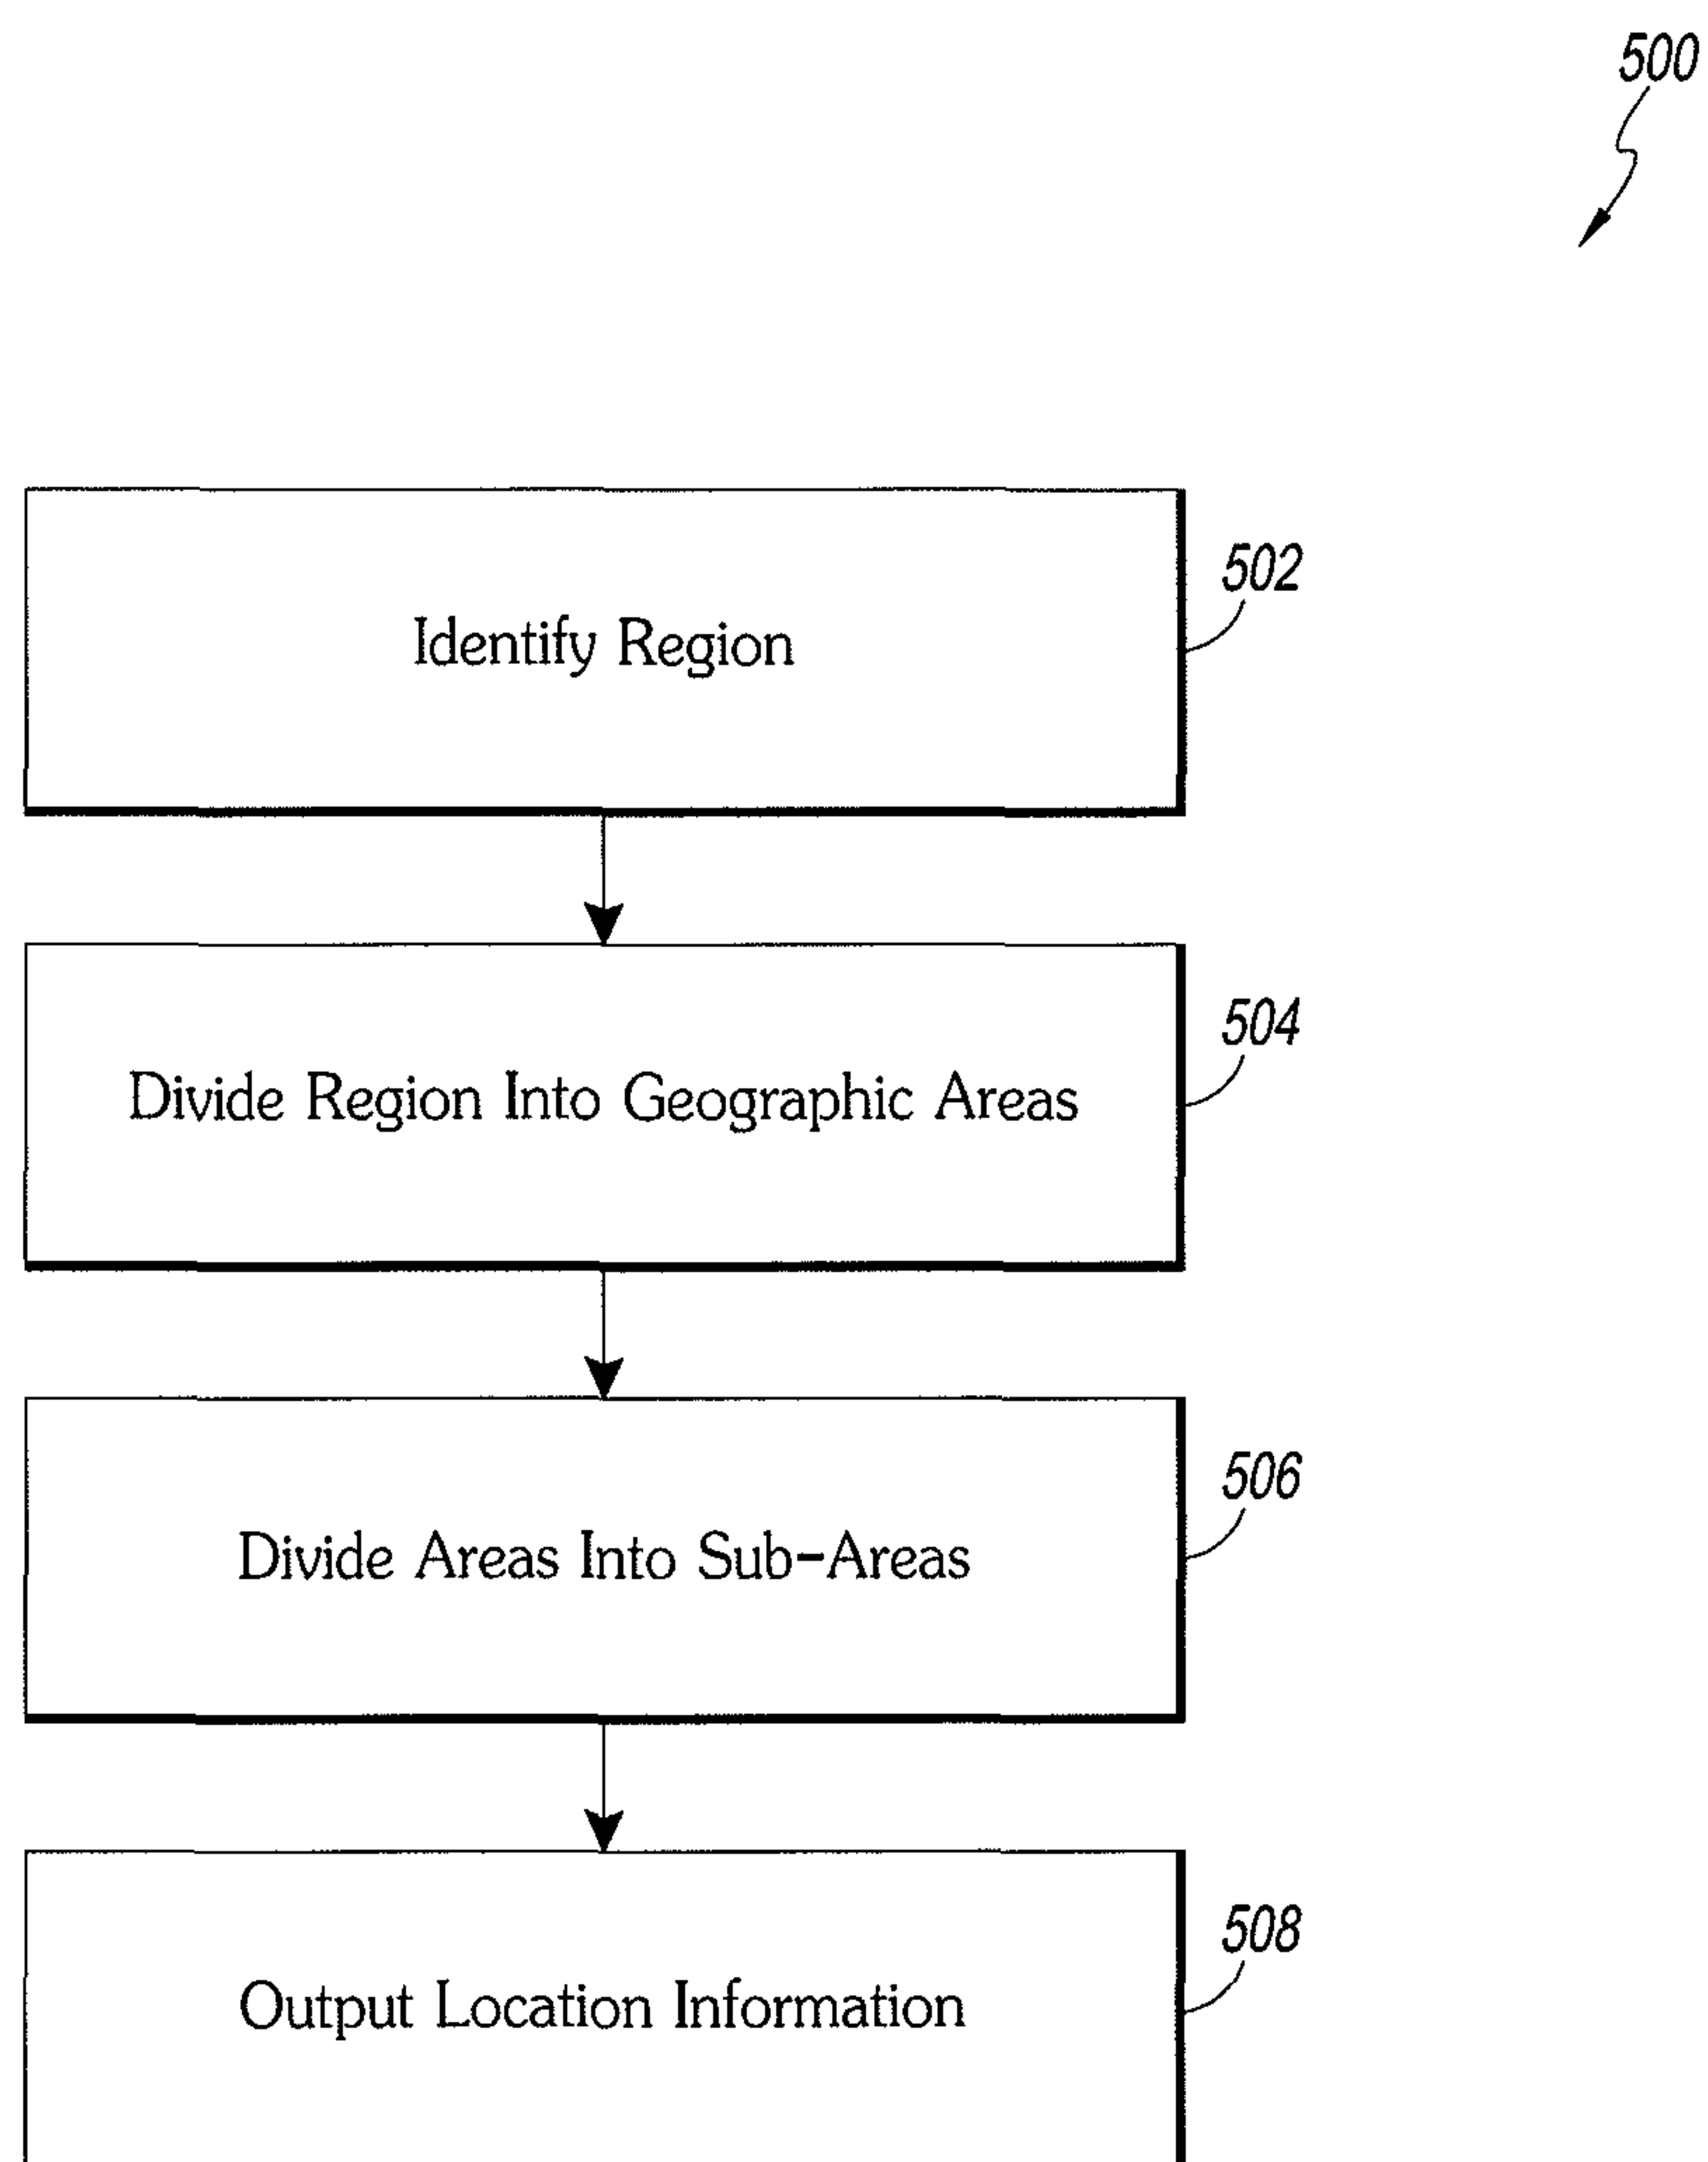 500
502
Identify Region
504
Divide Region Into Geographic Areas
506
Divide Areas Into Sub-Areas
508
Output Location Information